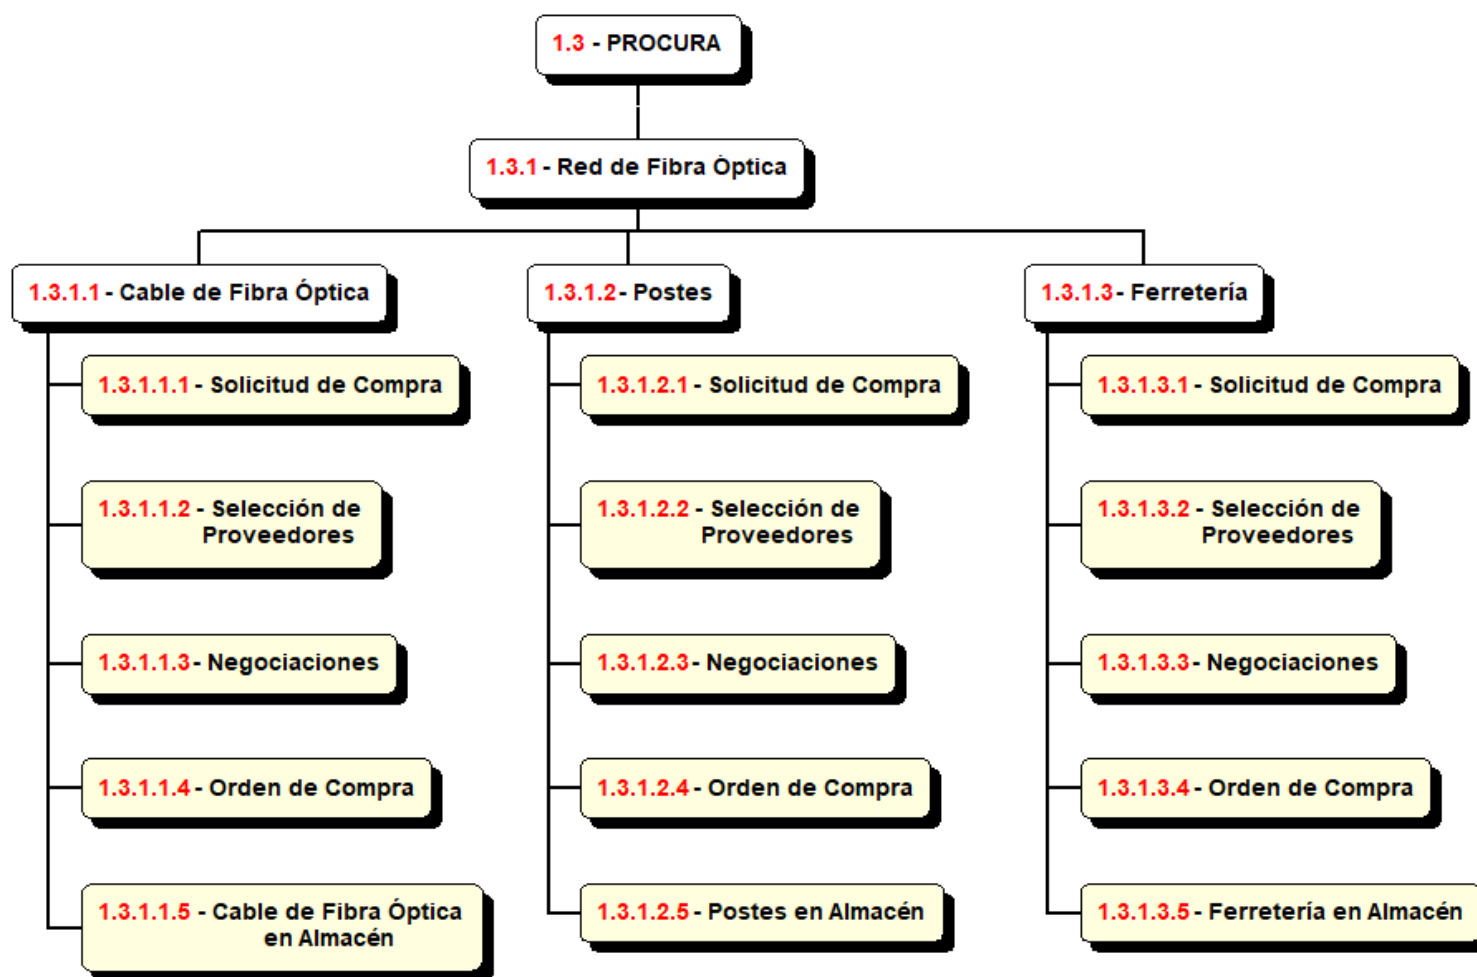 1.3 - PROCURA
1.3.1 - Red de Fibra Óptica
1.3.1.1 - Cable de Fibra Óptica
1.3.1.2 - Postes
1.3.1.3 - Ferretería
1.3.1.1.1 - Solicitud de Compra
1.3.1.2.1 - Solicitud de Compra
1.3.1.3.1 - Solicitud de Compra
1.3.1.1.2 - Selección de
Proveedores
1.3.1.2.2 - Selección de
Proveedores
1.3.1.3.2 - Selección de
Proveedores
1.3.1.1.3 - Negociaciones
1.3.1.2.3 - Negociaciones
1.3.1.3.3 - Negociaciones
1.3.1.1.4 - Orden de Compra
1.3.1.2.4 - Orden de Compra
1.3.1.3.4 - Orden de Compra
1.3.1.1.5 - Cable de Fibra Óptica
en Almacén
1.3.1.2.5 - Postes en Almacén
1.3.1.3.5 - Ferretería en Almacén